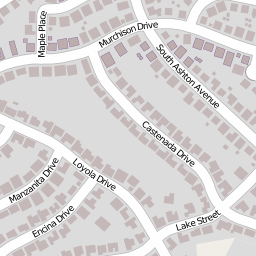 Maple Place
Murchison Drive
South Ashton Avenue
Castenada Drive
Manzanita Drive
Loyola Drive
Encina Drive
Lake Street